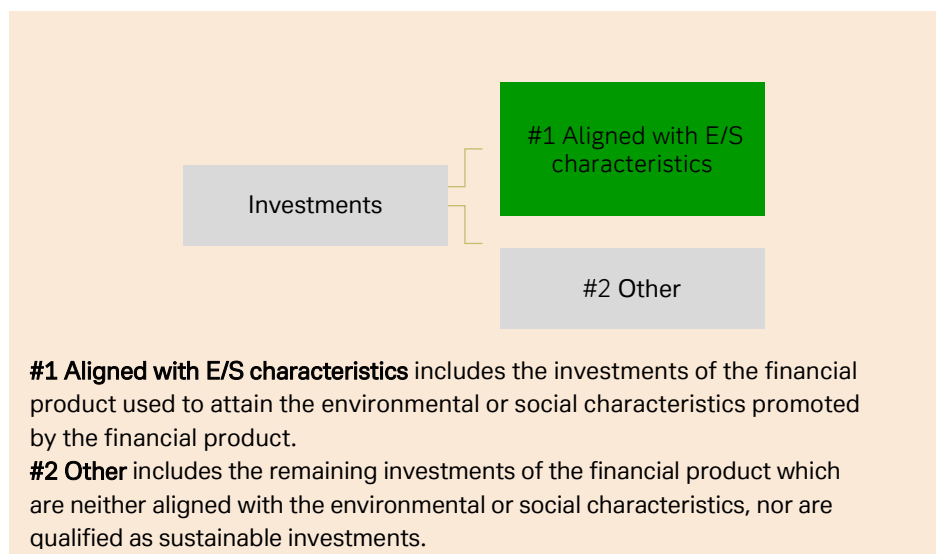 #1 Aligned with E/S
characteristics
Investments
#2 Other
#1 Aligned with E/S characteristics includes the investments of the financial
product used to attain the environmental or social characteristics promoted
by the financial product.
#2 Other includes the remaining investments of the financial product which
are neither aligned with the environmental or social characteristics, nor are
qualified as sustainable investments.